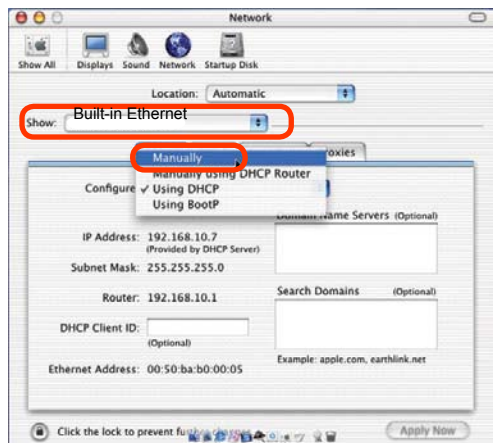 Network
Show All Displays Sound Network Startup Disk
Location: Automatic
Show: Built-in Ethernet
Proxies
Manually
Manually using DHCP Router
Configure ✓ Using DHCP
Using BootP
Domain Name Servers (Optional)
IP Address: 192.168.10.7
(Provided by DHCP Server)
Subnet Mask: 255.255.255.0
Router: 192.168.10.1
Search Domains (Optional)
DHCP Client ID:
(Optional)
Example: apple.com, earthlink.net
Ethernet Address: 00:50:ba:b0:00:05
Click the lock to prevent
Apply Now